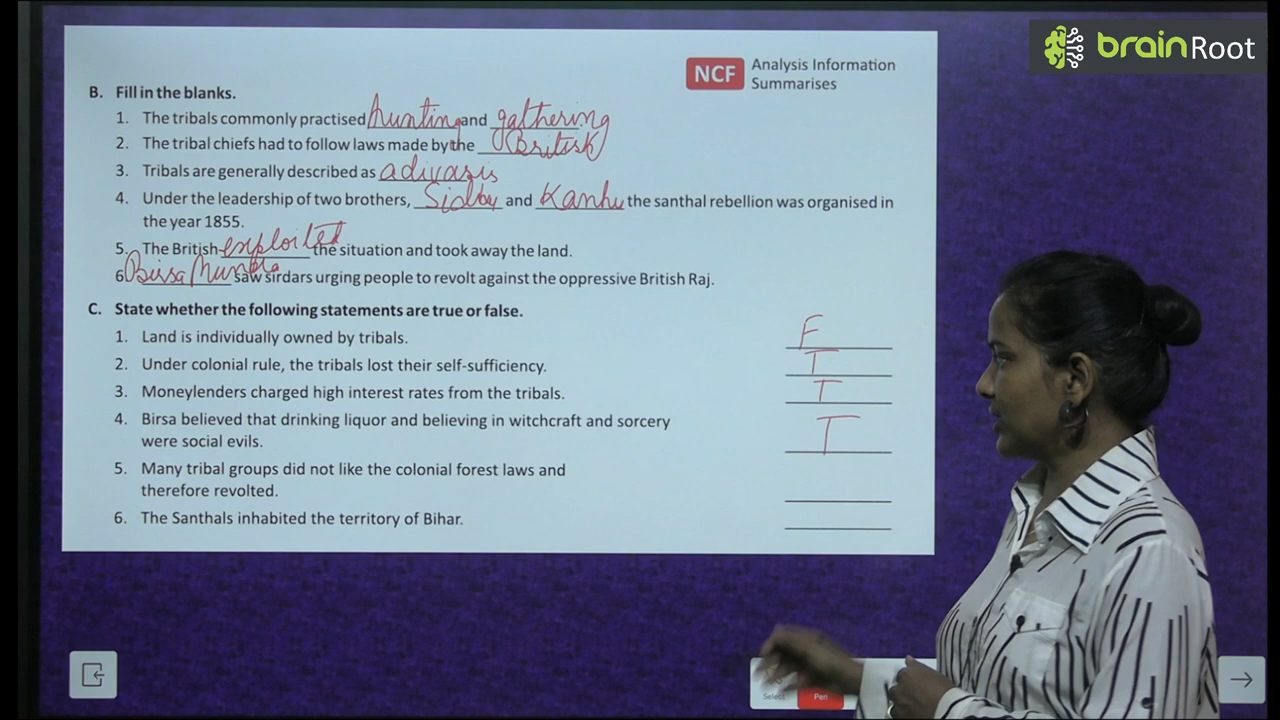 brainRoot
NCF Analysis Information Summarises
B. Fill in the blanks.
1. The tribals commonly practised hunting and gathering
2. The tribal chiefs had to follow laws made by the British
3. Tribals are generally described as adivasis
4. Under the leadership of two brothers, Sidhu and Kanhu the santhal rebellion was organised in
the year 1855.
5. The British exploited the situation and took away the land.
6. Birsa Munda saw sirdars urging people to revolt against the oppressive British Raj.
C. State whether the following statements are true or false.
1. Land is individually owned by tribals. F
2. Under colonial rule, the tribals lost their self-sufficiency. T
3. Moneylenders charged high interest rates from the tribals. T
4. Birsa believed that drinking liquor and believing in witchcraft and sorcery
were social evils. T
5. Many tribal groups did not like the colonial forest laws and
therefore revolted.
6. The Santhals inhabited the territory of Bihar.
Select Pen